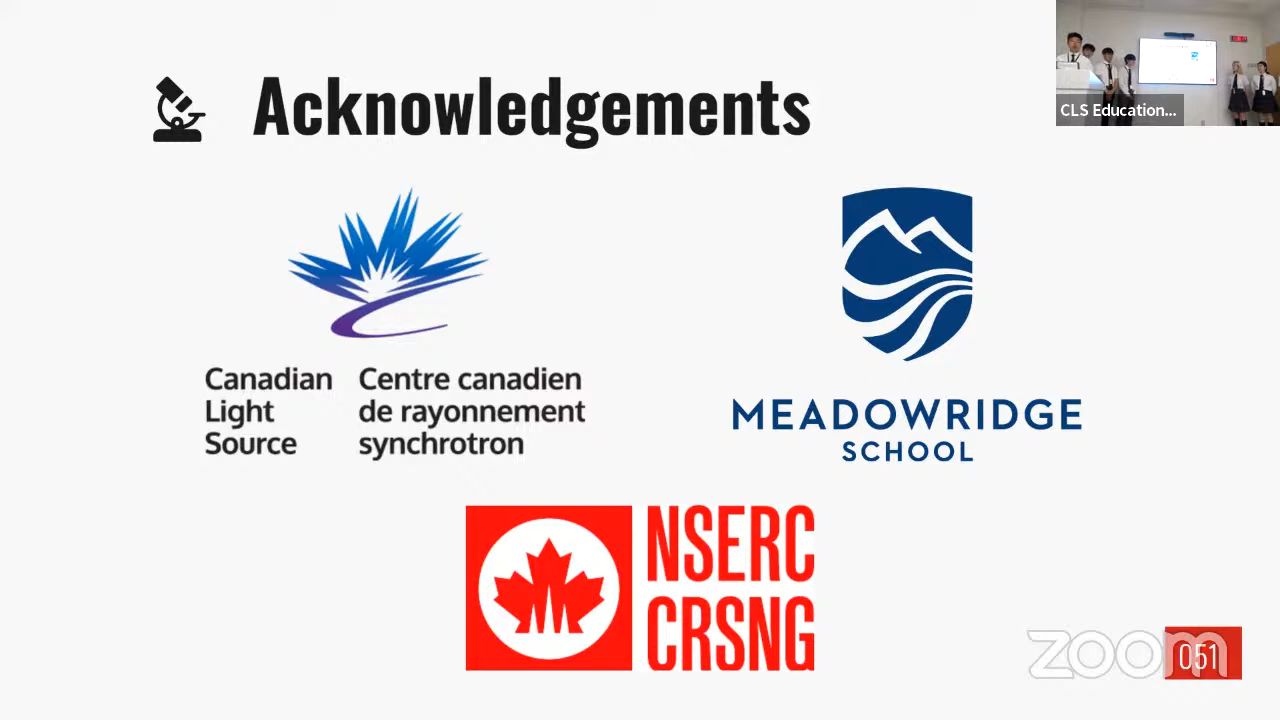 Acknowledgements
CLS Education...
Canadian
Light
Source
Centre canadien
de rayonnement
synchrotron
MEADOWRIDGE
SCHOOL
NSERC
CRSNG
zoom
051